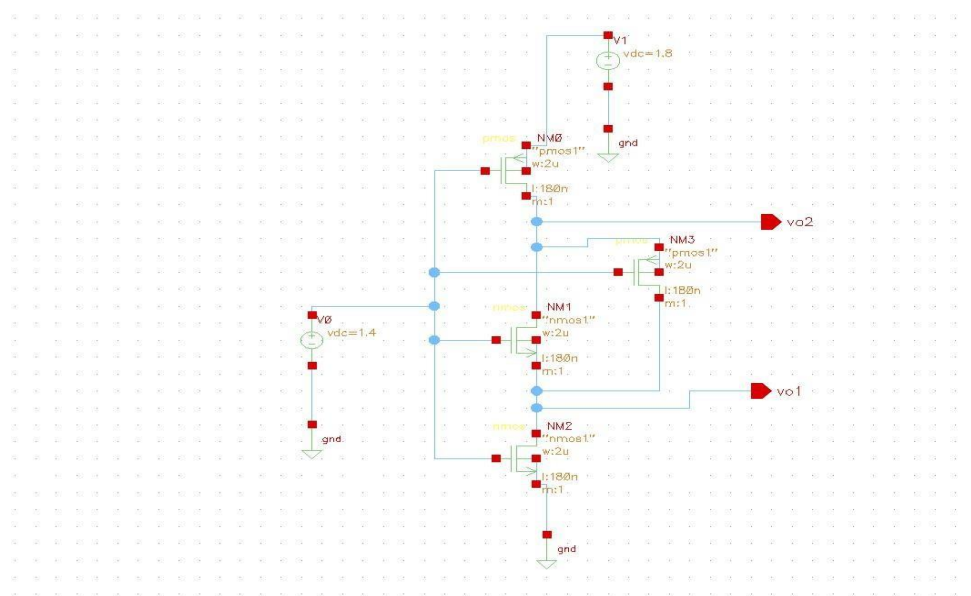 V1
vdc=1.8
gnd
pmos
NM0
"pmos1"
w:2u
l:180n
m:1
vo2
pmos
NM3
"pmos1"
w:2u
l:180n
m:1
V0
vdc=1.4
gnd
nmos
NM1
"nmos1"
w:2u
l:180n
m:1
vo1
nmos
NM2
"nmos1"
w:2u
l:180n
m:1
gnd